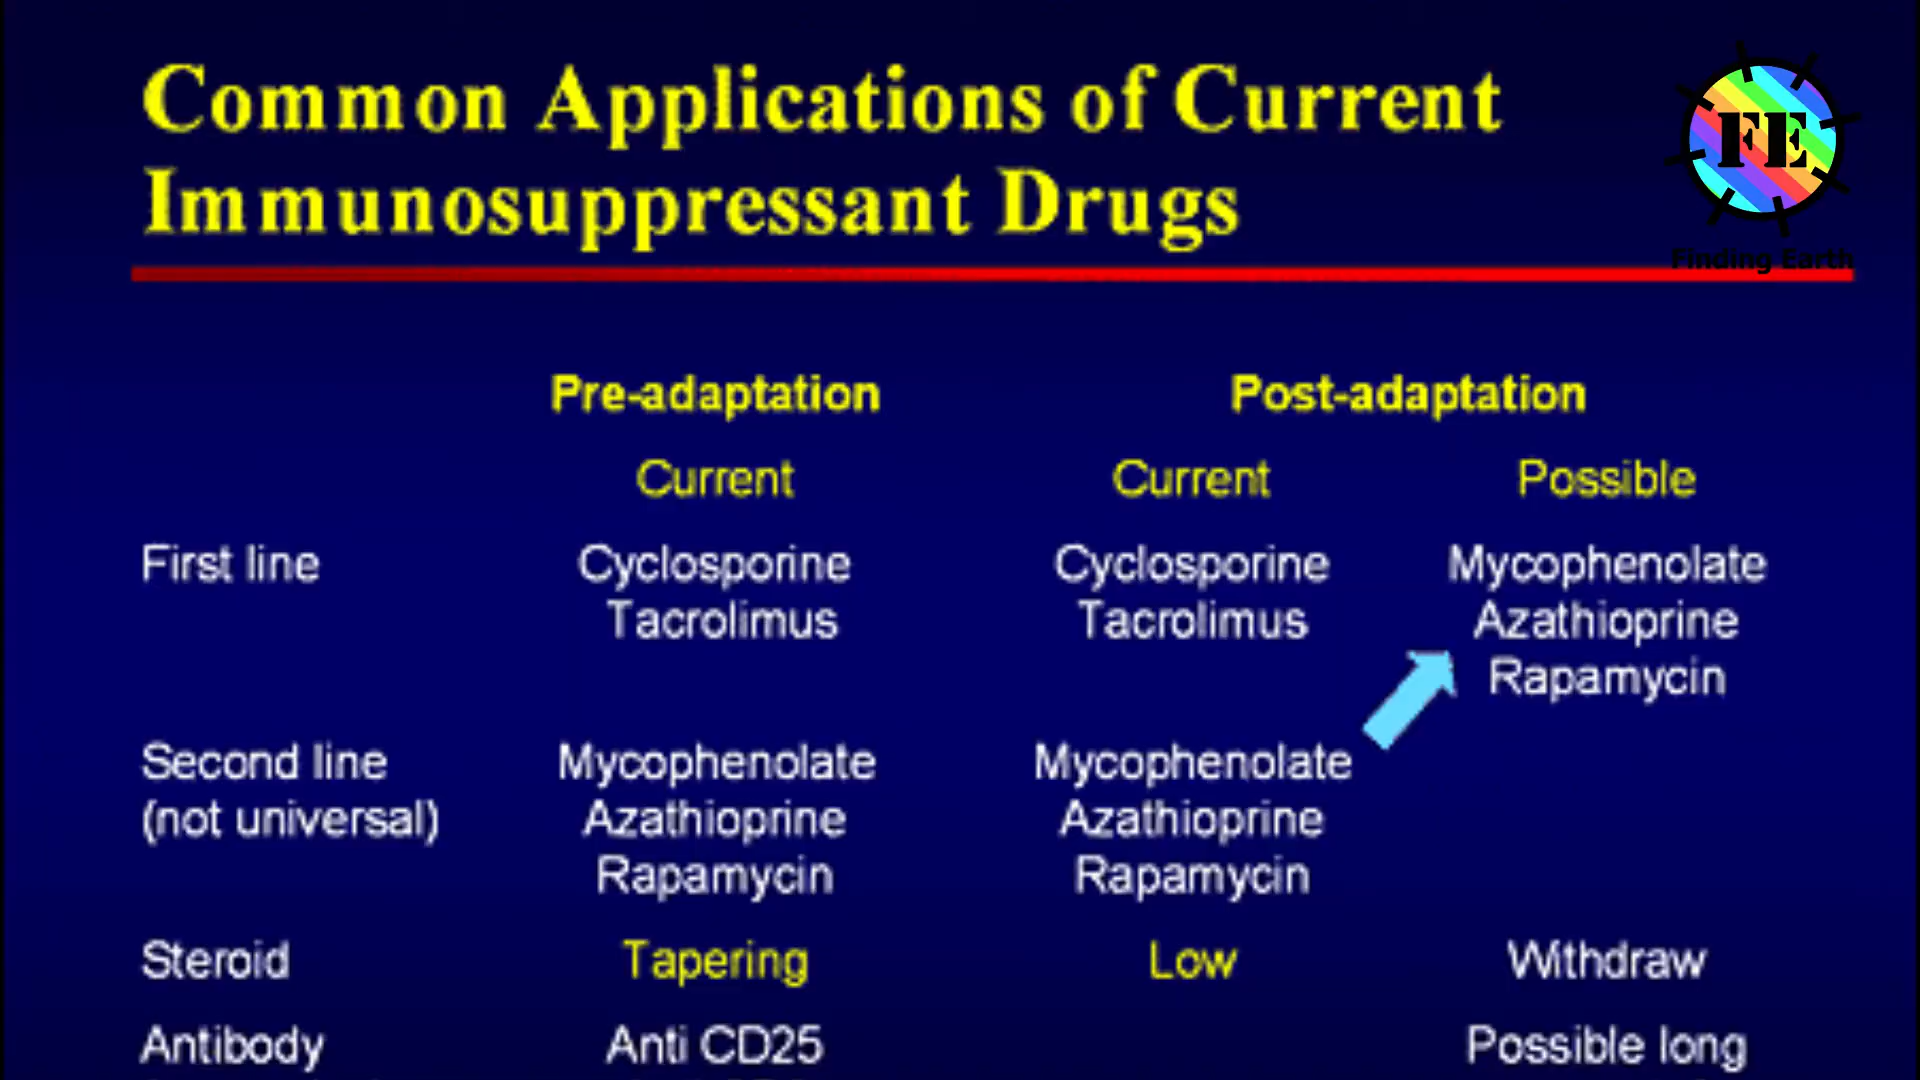 Common Applications of Current
Immunosuppressant Drugs
FE
Finding Earth
Pre-adaptation Post-adaptation
Current Current Possible
First line Cyclosporine Cyclosporine Mycophenolate
Tacrolimus Tacrolimus Azathioprine
Rapamycin
Second line Mycophenolate Mycophenolate
(not universal) Azathioprine Azathioprine
Rapamycin Rapamycin
Steroid Tapering Low Withdraw
Antibody Anti CD25 Possible long